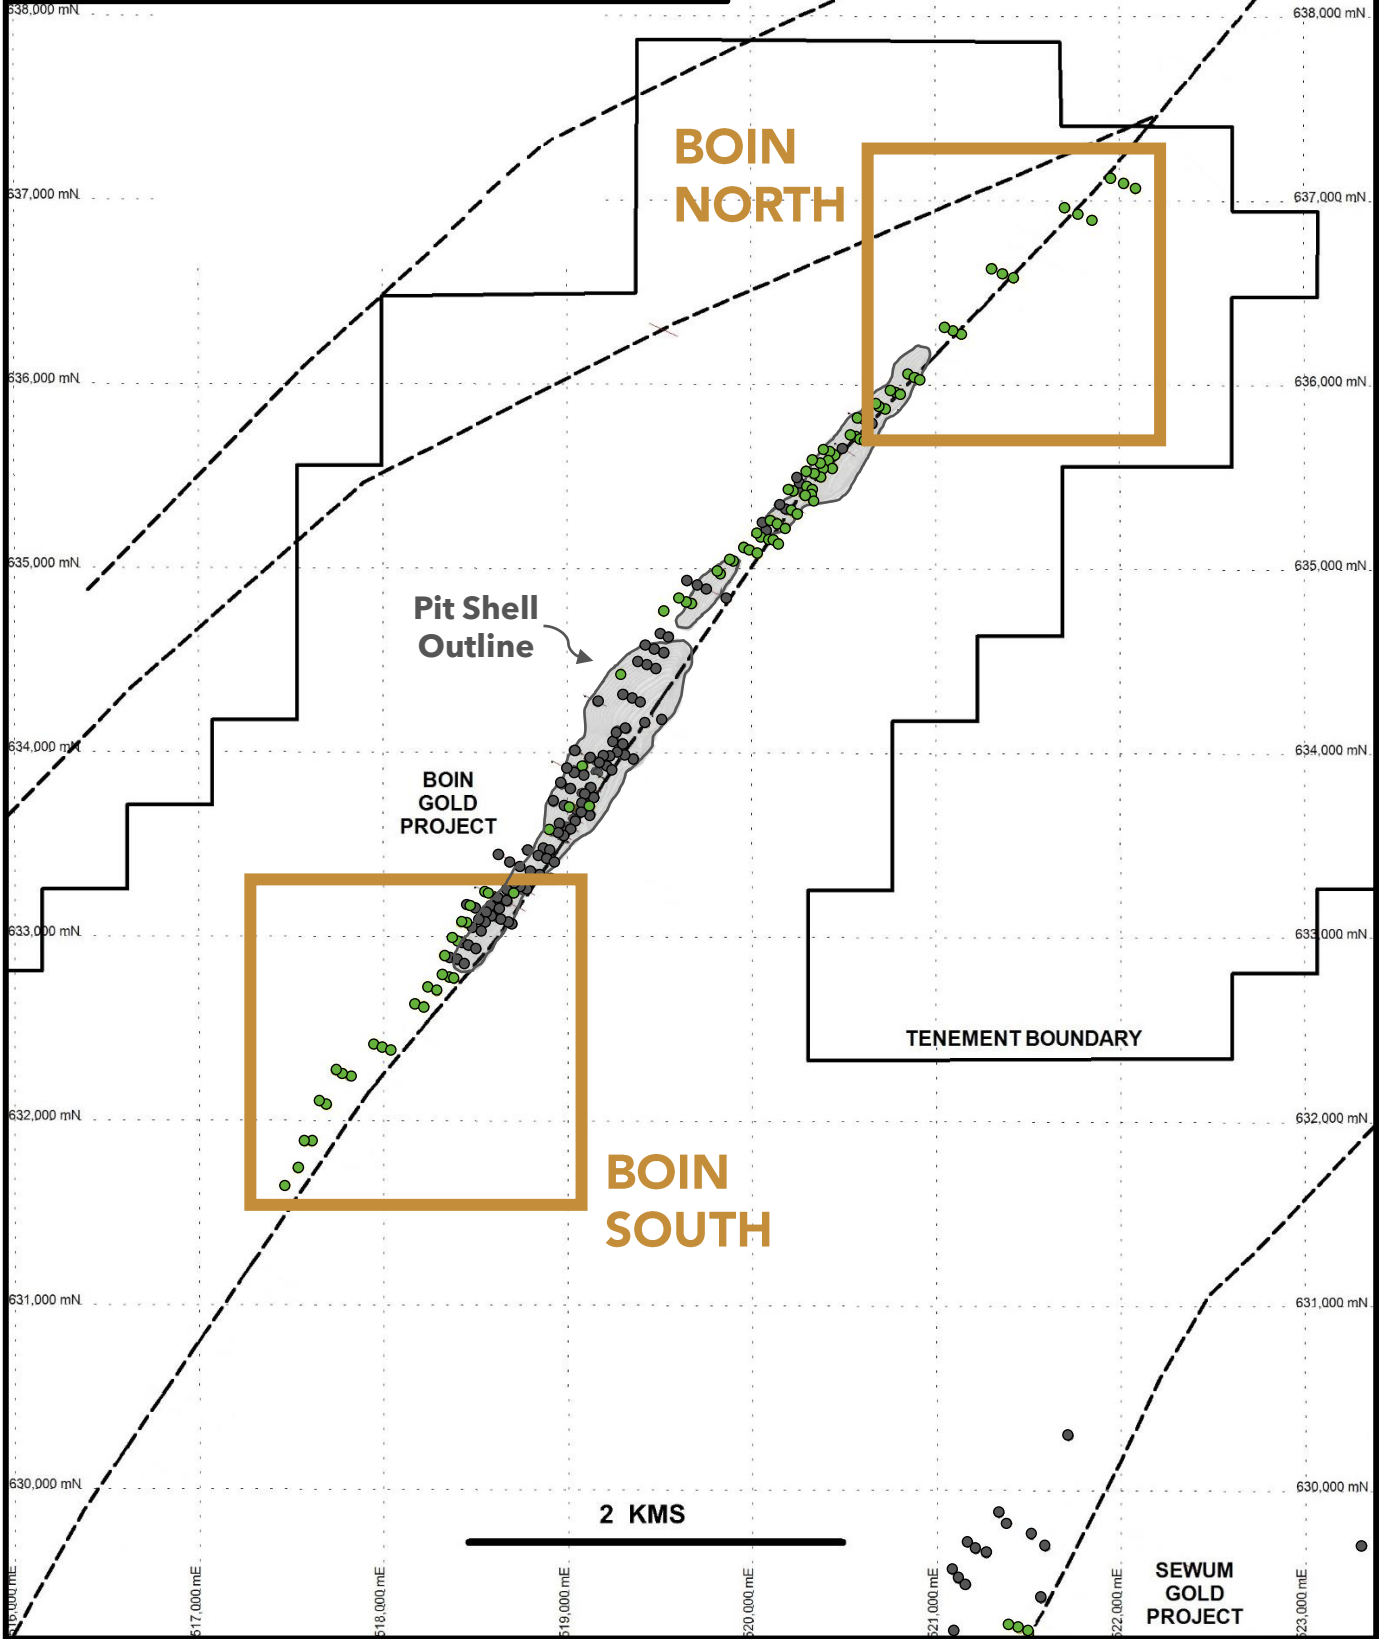 638,000 mN
638,000 mN
BOIN
NORTH
637,000 mN
637,000 mN
636,000 mN
636,000 mN
635,000 mN
635,000 mN
Pit Shell
Outline
634,000 mN
634,000 mN
BOIN
GOLD
PROJECT
633,000 mN
633,000 mN
TENEMENT BOUNDARY
632,000 mN
632,000 mN
BOIN
SOUTH
631,000 mN
631,000 mN
630,000 mN
630,000 mN
2 KMS
SEWUM
GOLD
PROJECT
516,000 mE
517,000 mE
518,000 mE
519,000 mE
520,000 mE
521,000 mE
522,000 mE
523,000 mE